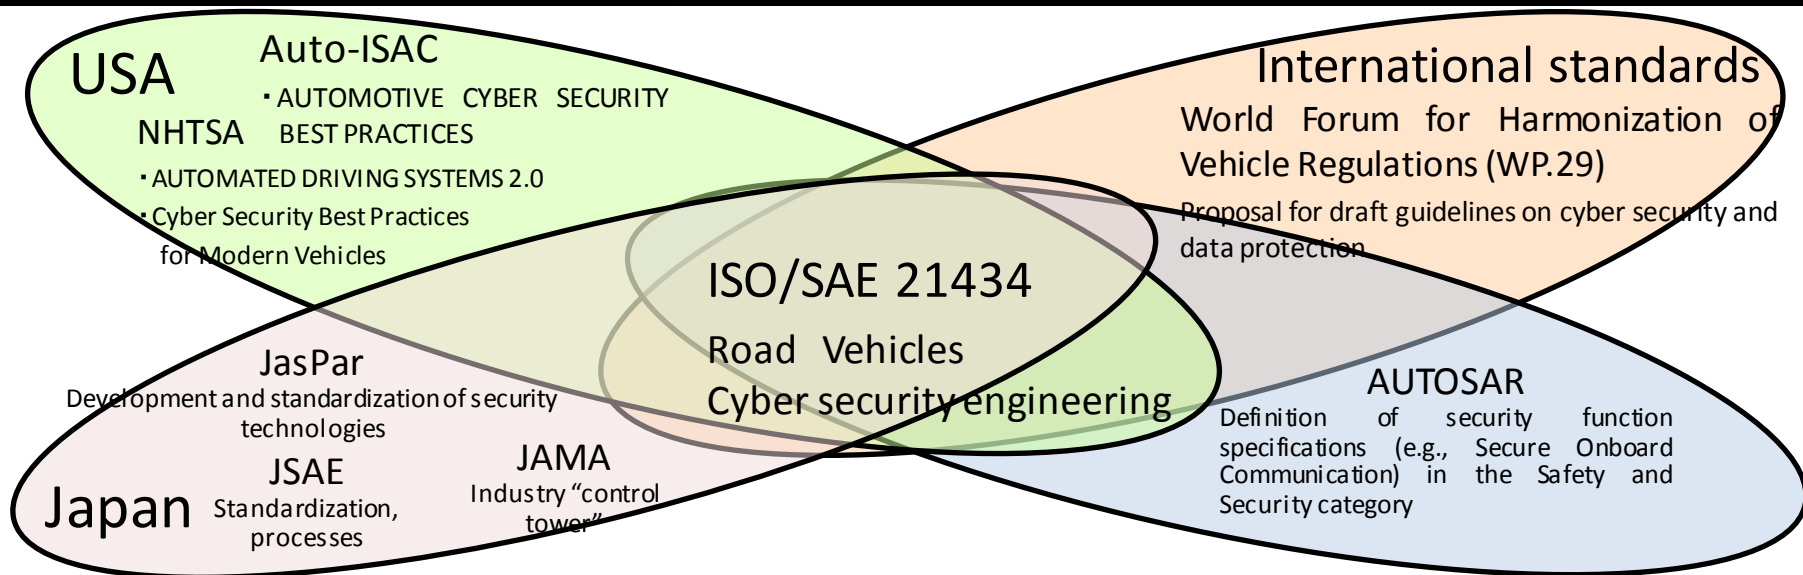 USA
Auto-ISAC
・AUTOMOTIVE CYBER SECURITY
BEST PRACTICES
NHTSA
・AUTOMATED DRIVING SYSTEMS 2.0
・Cyber Security Best Practices
for Modern Vehicles
International standards
World Forum for Harmonization of
Vehicle Regulations (WP.29)
Proposal for draft guidelines on cyber security and
data protection
ISO/SAE 21434
Road Vehicles
Cyber security engineering
JasPar
Development and standardization of security
technologies
JSAE
Standardization,
processes
JAMA
Industry “control
tower”
Japan
AUTOSAR
Definition of security function
specifications (e.g., Secure Onboard
Communication) in the Safety and
Security category